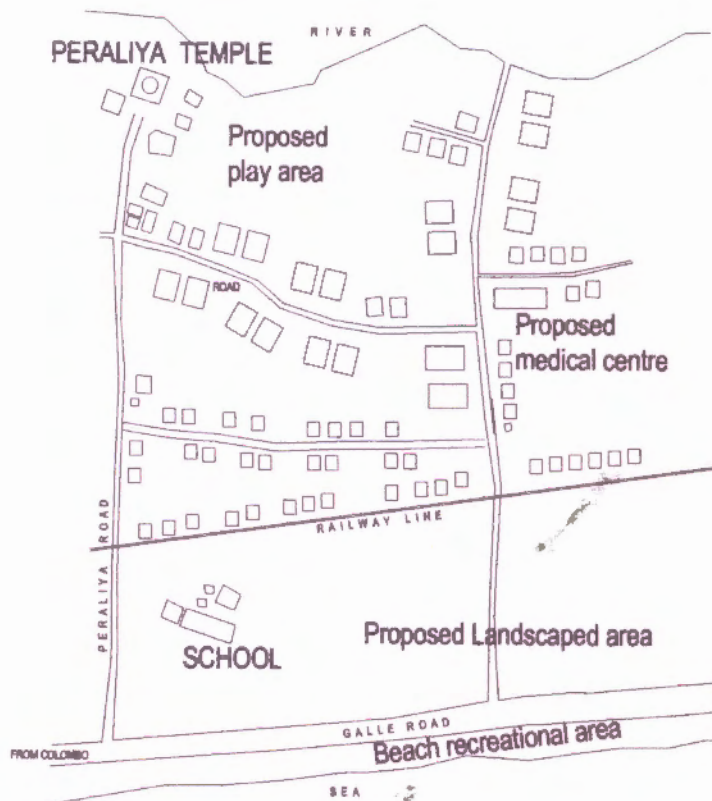 RIVER
PERALIYA TEMPLE
Proposed
play area
ROAD
Proposed
medical centre
RAILWAY LINE
PERALIYA ROAD
SCHOOL
Proposed Landscaped area
GALLE ROAD
FROM COLOMBO
Beach recreational area
SEA